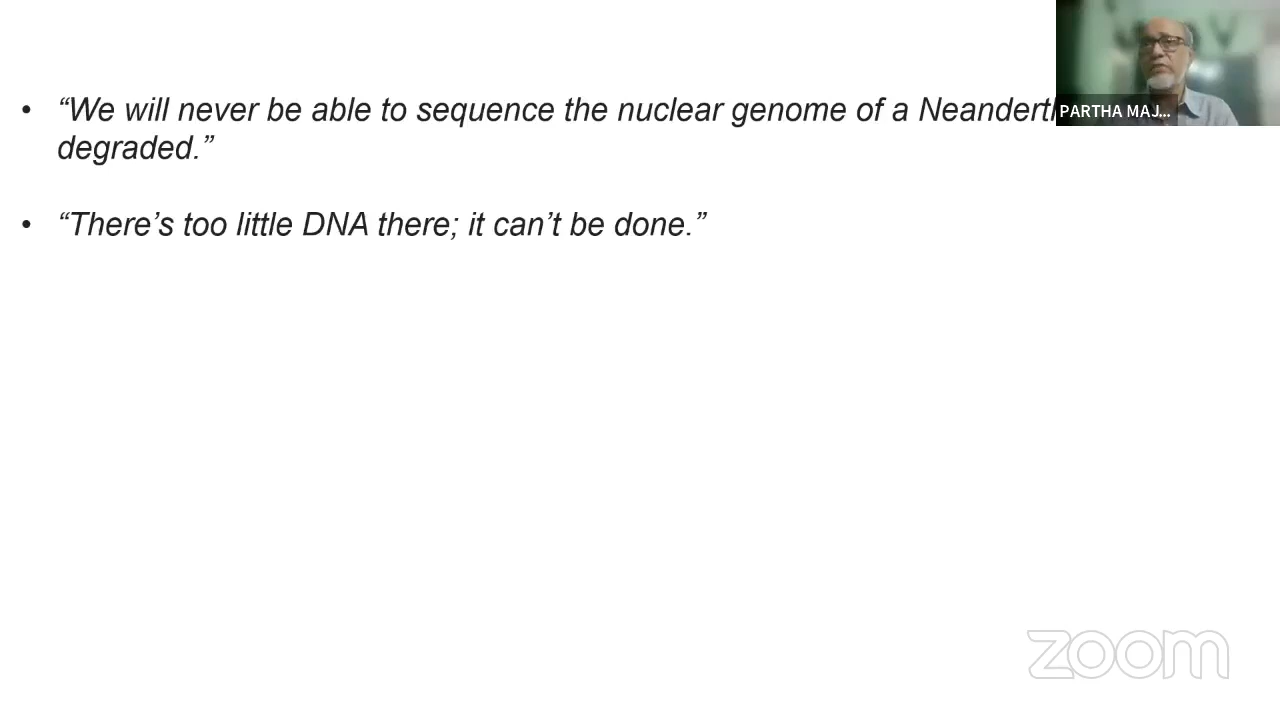 • “We will never be able to sequence the nuclear genome of a
degraded.”
• “There’s too little DNA there; it can’t be done.”
PARTHA MAJ...
zoom